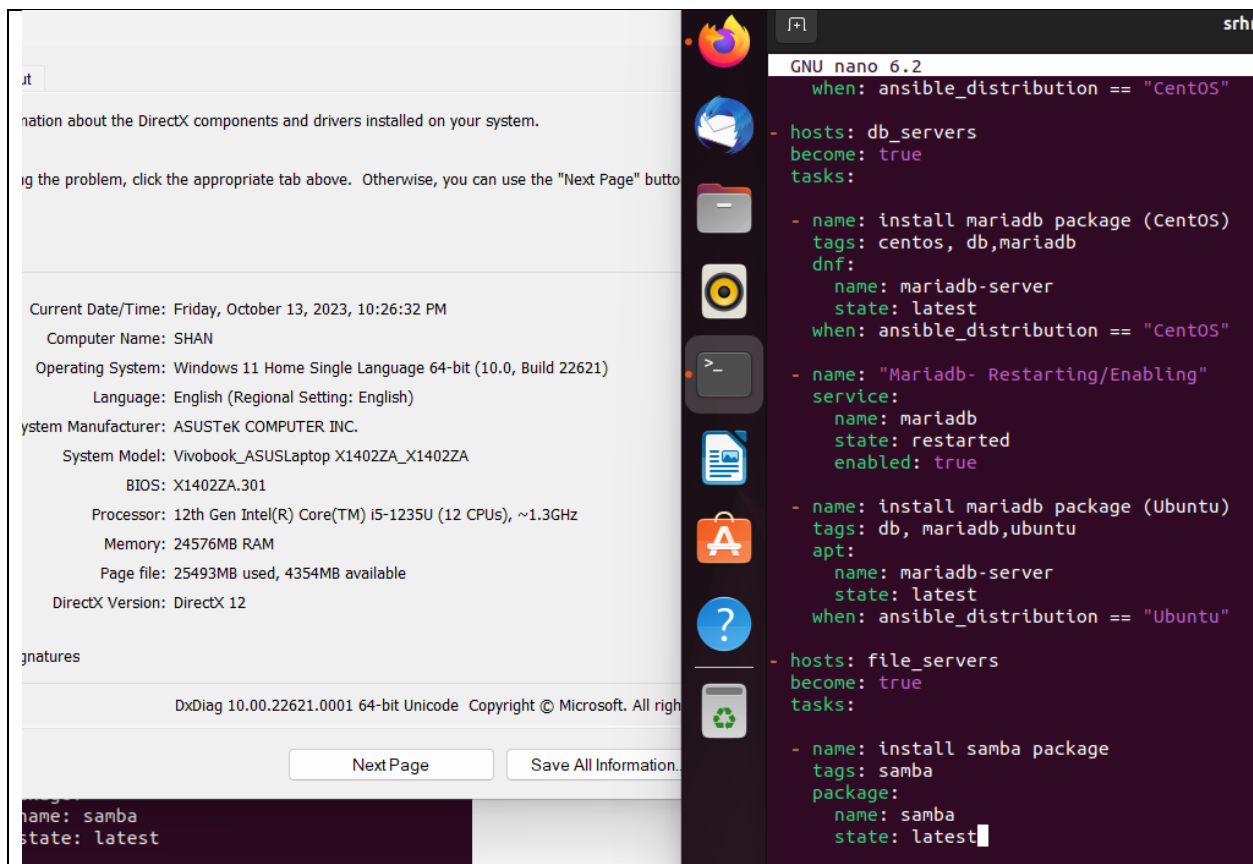 nation about the DirectX components and drivers installed on your system.
the problem, click the appropriate tab above. Otherwise, you can use the "Next Page" butto
Current Date/Time: Friday, October 13, 2023, 10:26:32 PM
Computer Name: SHAN
Operating System: Windows 11 Home Single Language 64-bit (10.0, Build 22621)
Language: English (Regional Setting: English)
ystem Manufacturer: ASUSTeK COMPUTER INC.
System Model: Vivobook_ASUSLaptop X1402ZA_X1402ZA
BIOS: X1402ZA.301
Processor: 12th Gen Intel(R) Core(TM) i5-1235U (12 CPUs), ~1.3GHz
Memory: 24576MB RAM
Page file: 25493MB used, 4354MB available
DirectX Version: DirectX 12
gnatures
DxDiag 10.00.22621.0001 64-bit Unicode Copyright © Microsoft. All righ
Next Page
Save All Information..
name: samba
state: latest
srh
GNU nano 6.2
when: ansible_distribution == "CentOS"
- hosts: db_servers
become: true
tasks:
- name: install mariadb package (CentOS)
tags: centos, db,mariadb
dnf:
name: mariadb-server
state: latest
when: ansible_distribution == "CentOS"
- name: "Mariadb- Restarting/Enabling"
service:
name: mariadb
state: restarted
enabled: true
- name: install mariadb package (Ubuntu)
tags: db, mariadb,ubuntu
apt:
name: mariadb-server
state: latest
when: ansible_distribution == "Ubuntu"
- hosts: file_servers
become: true
tasks:
- name: install samba package
tags: samba
package:
name: samba
state: latest